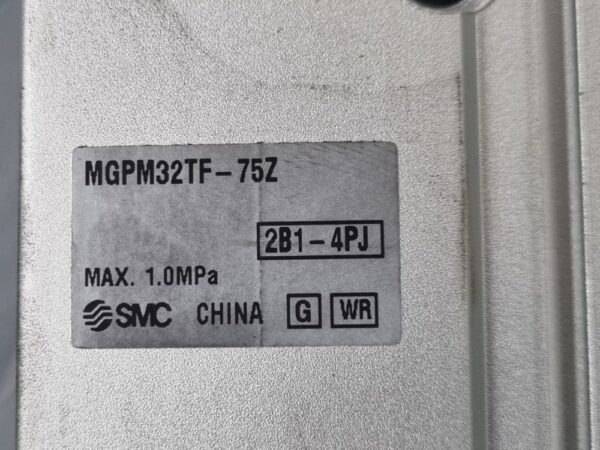 MGPM32TF-75Z
2B1-4PJ
MAX. 1.0MPa
SMC CHINA G WR